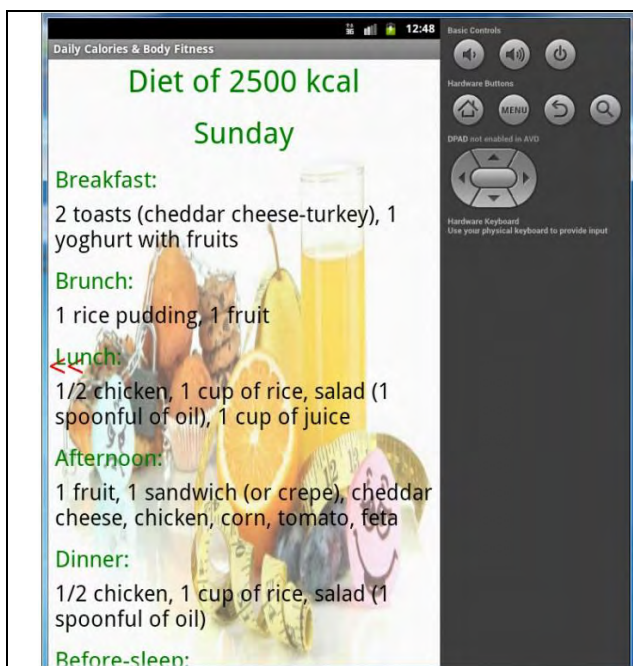 12:48
Daily Calories & Body Fitness
Diet of 2500 kcal
Sunday
Breakfast:
2 toasts (cheddar cheese-turkey), 1
yoghurt with fruits
Brunch:
1 rice pudding, 1 fruit
Lunch:
<<
1/2 chicken, 1 cup of rice, salad (1
spoonful of oil), 1 cup of juice
Afternoon:
1 fruit, 1 sandwich (or crepe), cheddar
cheese, chicken, corn, tomato, feta
Dinner:
1/2 chicken, 1 cup of rice, salad (1
spoonful of oil)
Before-sleep:
Basic Controls
Hardware Buttons
MENU
DPAD not enabled in AVD
Hardware Keyboard
Use your physical keyboard to provide input